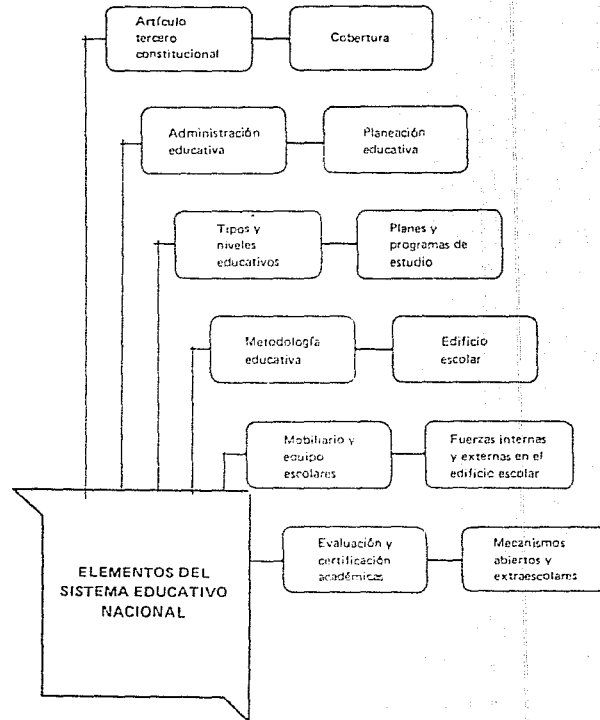 Artículo
tercero
constitucional
Cobertura
Administración
educativa
Planeación
educativa
Tipos y
niveles
educativos
Planes y
programas de
estudio
Metodología
educativa
Edificio
escolar
Mobiliario y
equipo
escolares
Fuerzas internas
y externas en el
edificio escolar
Evaluación y
certificación
académicas
Mecanismos
abiertos y
extraescolares
ELEMENTOS DEL
SISTEMA EDUCATIVO
NACIONAL